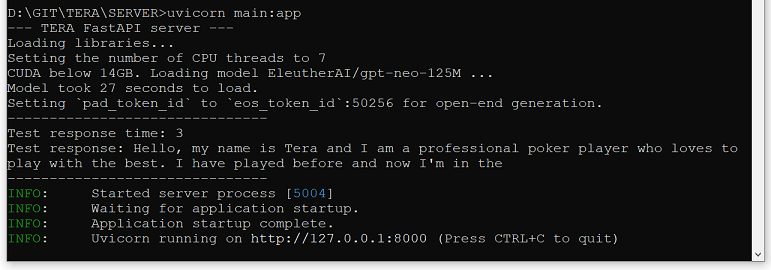 D:\GIT\TERA\SERVER>uvicorn main:app
--- TERA FastAPI server ---
Loading libraries...
Setting the number of CPU threads to 7
CUDA below 14GB. Loading model EleutherAI/gpt-neo-125M ...
Model took 27 seconds to load.
Setting `pad_token_id` to `eos_token_id`:50256 for open-end generation.
-------------------------------
Test response time: 3
Test response: Hello, my name is Tera and I am a professional poker player who loves to
play with the best. I have played before and now I'm in the
-------------------------------
INFO:     Started server process [5004]
INFO:     Waiting for application startup.
INFO:     Application startup complete.
INFO:     Uvicorn running on http://127.0.0.1:8000 (Press CTRL+C to quit)